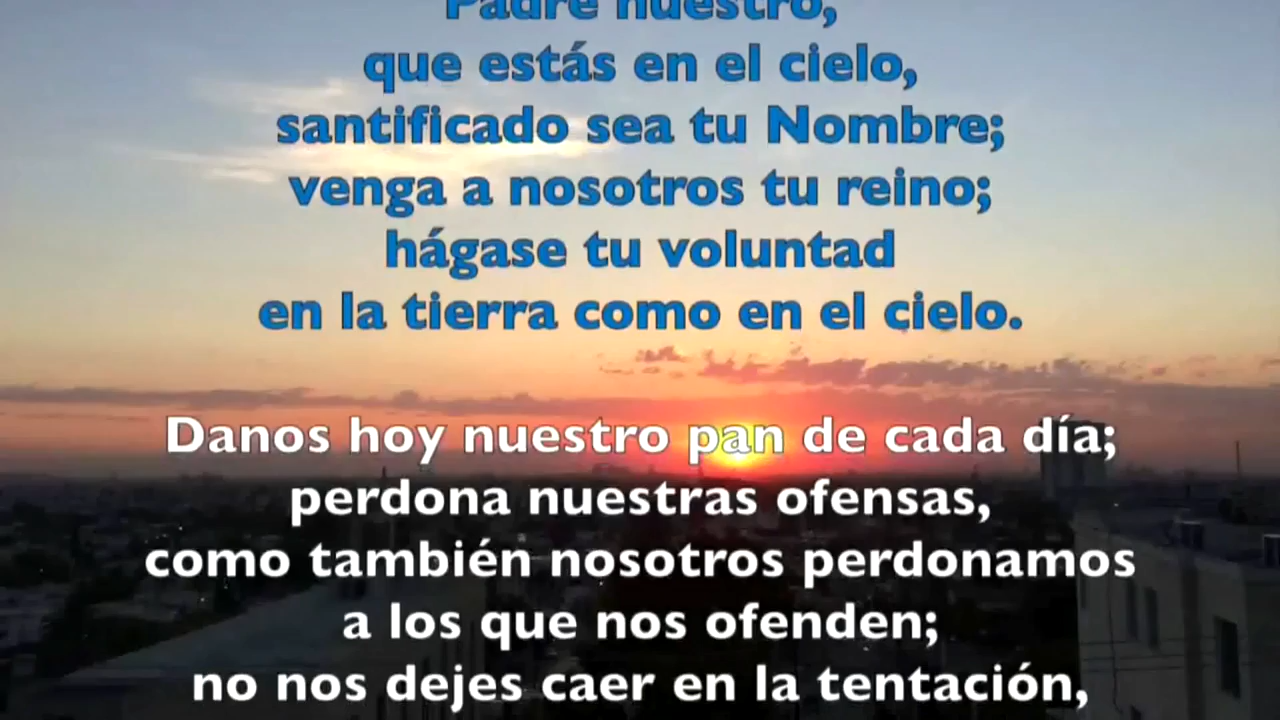 Padre nuestro,
que estás en el cielo,
santificado sea tu Nombre;
venga a nosotros tu reino;
hágase tu voluntad
en la tierra como en el cielo.
Danos hoy nuestro pan de cada día;
perdona nuestras ofensas,
como también nosotros perdonamos
a los que nos ofenden;
no nos dejes caer en la tentación,